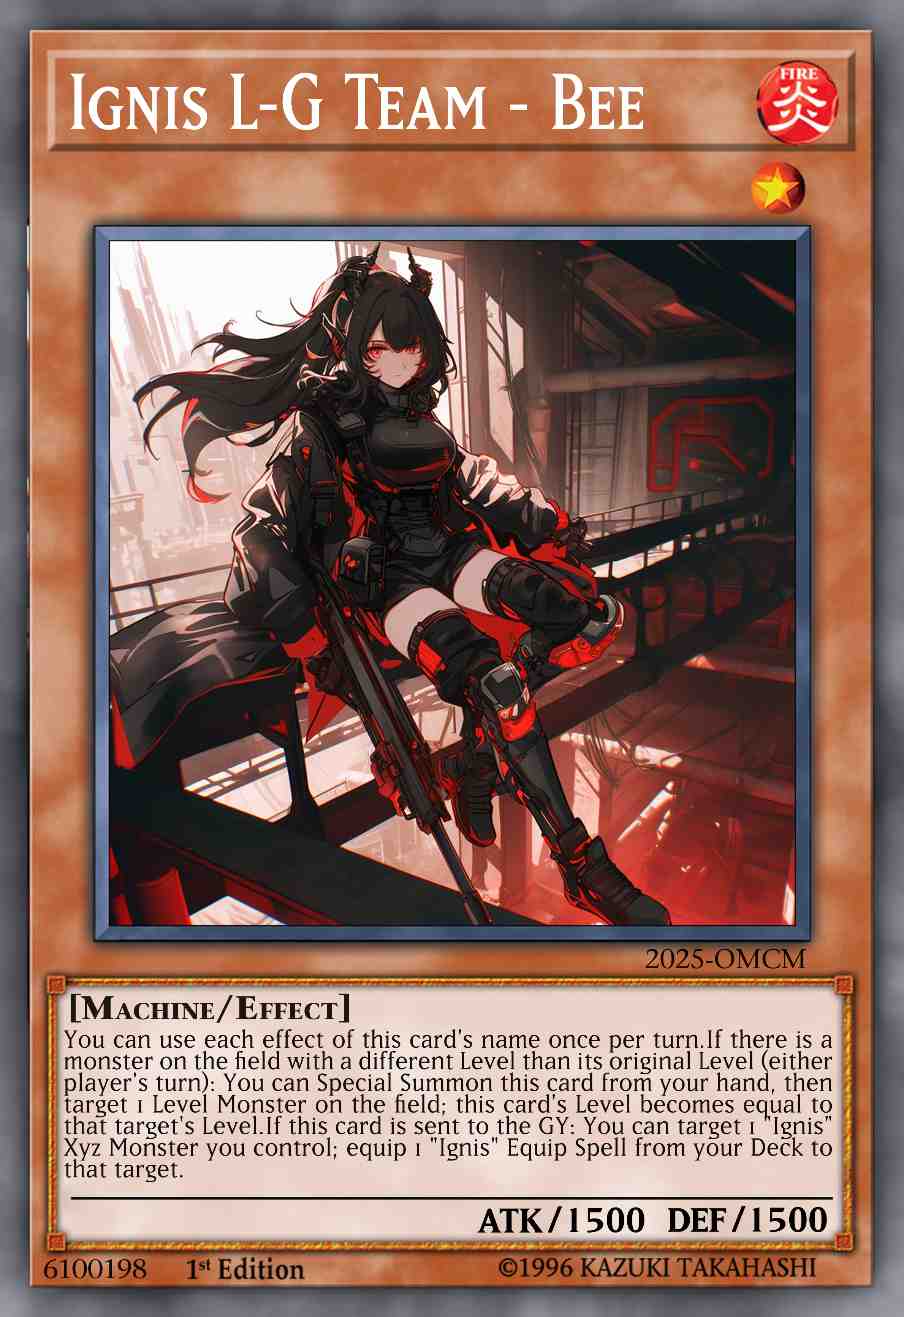 Ignis L-G Team - Bee
FIRE
炎
R
2025-OMCM
[Machine/Effect]
You can use each effect of this card's name once per turn.If there is a
monster on the field with a different Level than its original Level (either
player's turn): You can Special Summon this card from your hand, then
target 1 Level Monster on the field; this card's Level becomes equal to
that target's Level.If this card is sent to the GY: You can target 1 "Ignis"
Xyz Monster you control; equip 1 "Ignis" Equip Spell from your Deck to
that target.
ATK/1500 DEF/1500
6100198 1st Edition ©1996 KAZUKI TAKAHASHI